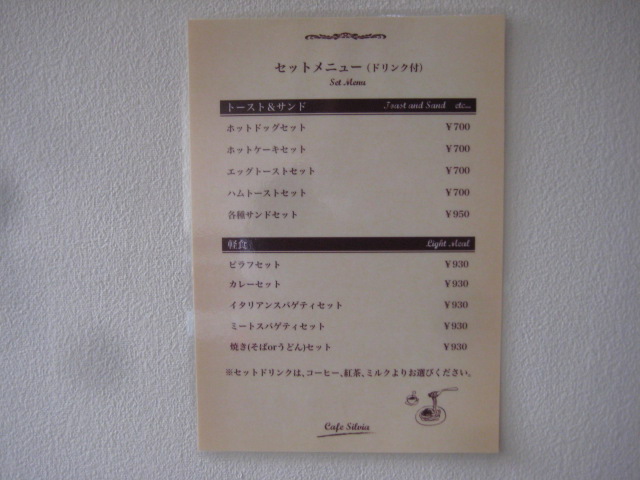 セットメニュー（ドリンク付）
Set Menu
トースト＆サンド Toast and Sand etc...
ホットドッグセット ￥700
ホットケーキセット ￥700
エッグトーストセット ￥700
ハムトーストセット ￥700
各種サンドセット ￥950
軽食 Light Meal
ピラフセット ￥930
カレーセット ￥930
イタリアンスパゲティセット ￥930
ミートスパゲティセット ￥930
焼き(そばorうどん)セット ￥930
※セットドリンクは、コーヒー、紅茶、ミルクよりお選びください。
Cafe Silvia